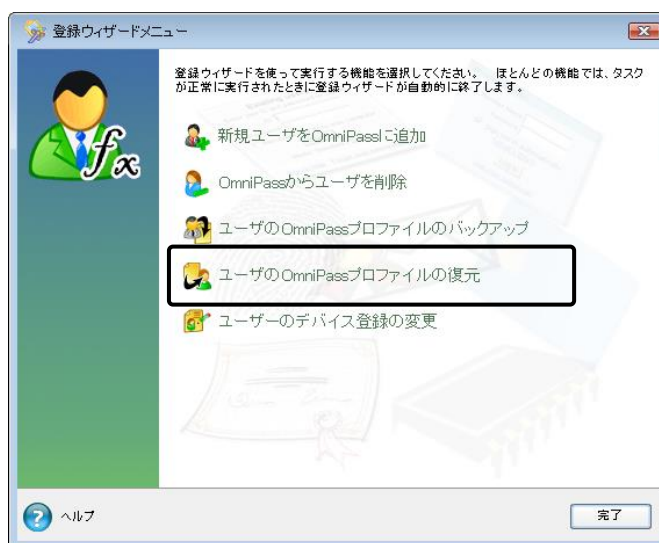 登録ウィザードメニュー
登録ウィザードを使って実行する機能を選択してください。 ほとんどの機能では、タスク
が正常に実行されたときに登録ウィザードが自動的に終了します。
新規ユーザをOmniPassに追加
OmniPassからユーザを削除
ユーザのOmniPassプロファイルのバックアップ
ユーザのOmniPassプロファイルの復元
ユーザーのデバイス登録の変更
fx
ヘルプ
完了